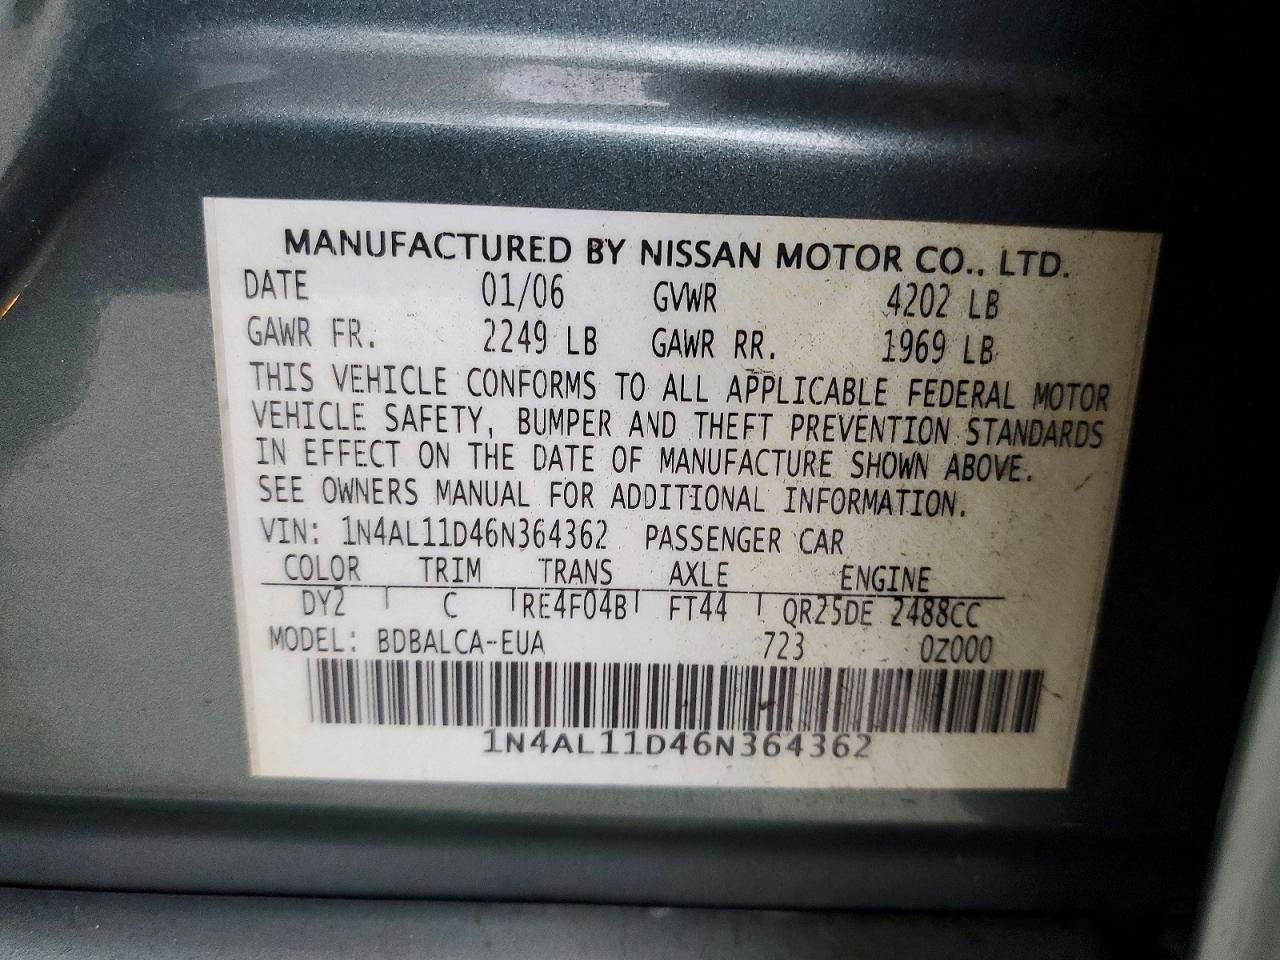 MANUFACTURED BY NISSAN MOTOR CO., LTD.
DATE 01/06 GVWR 4202 LB
GAWR FR. 2249 LB GAWR RR. 1969 LB
THIS VEHICLE CONFORMS TO ALL APPLICABLE FEDERAL MOTOR
VEHICLE SAFETY, BUMPER AND THEFT PREVENTION STANDARDS
IN EFFECT ON THE DATE OF MANUFACTURE SHOWN ABOVE.
SEE OWNERS MANUAL FOR ADDITIONAL INFORMATION.
VIN: 1N4AL11D46N364362 PASSENGER CAR
COLOR TRIM TRANS AXLE ENGINE
DY2 C RE4F04B FT44 QR25DE 2488CC
MODEL: BDBALCA-EUA 723 0Z000
1N4AL11D46N364362